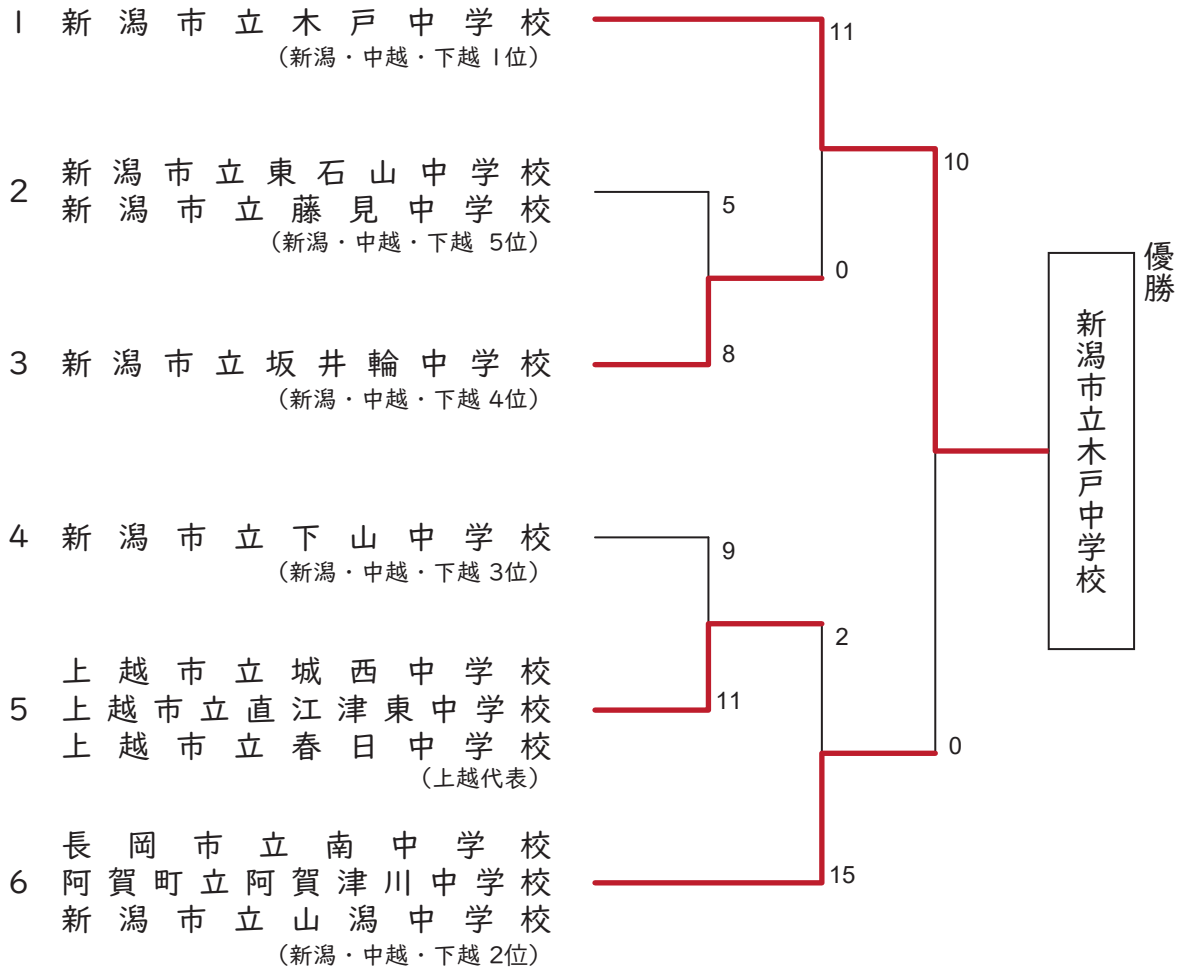 1 新潟市立木戸中学校
(新潟・中越・下越 1位)
11
10
2 新潟市立東石山中学校
新潟市立藤見中学校
(新潟・中越・下越 5位)
5
0
優勝
新潟市立木戸中学校
3 新潟市立坂井輪中学校
(新潟・中越・下越 4位)
8
4 新潟市立下山中学校
(新潟・中越・下越 3位)
9
2
上越市立城西中学校
5 上越市立直江津東中学校
上越市立春日中学校
(上越代表)
11
0
長岡市立南中学校
6 阿賀町立阿賀津川中学校
新潟市立山潟中学校
(新潟・中越・下越 2位)
15